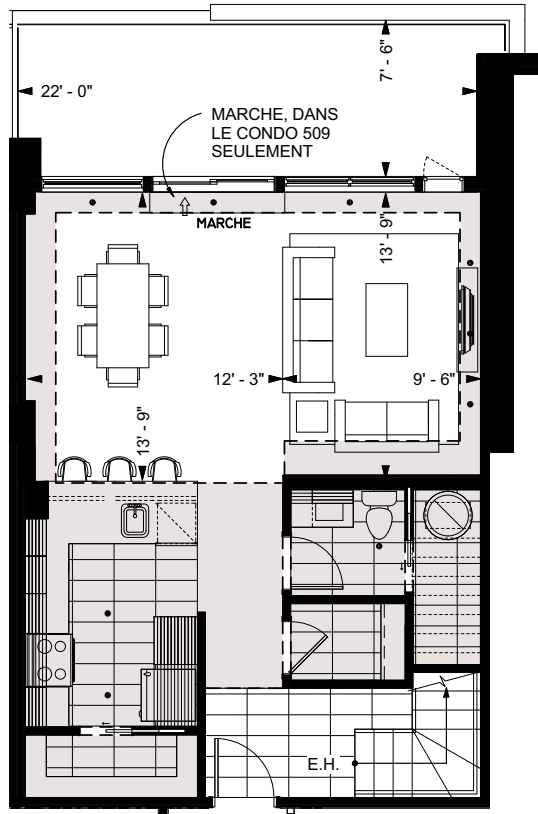 7' - 6"
22' - 0"
MARCHE, DANS
LE CONDO 509
SEULEMENT
MARCHE
13' - 9"
12' - 3"
9' - 6"
13' - 9"
E.H.